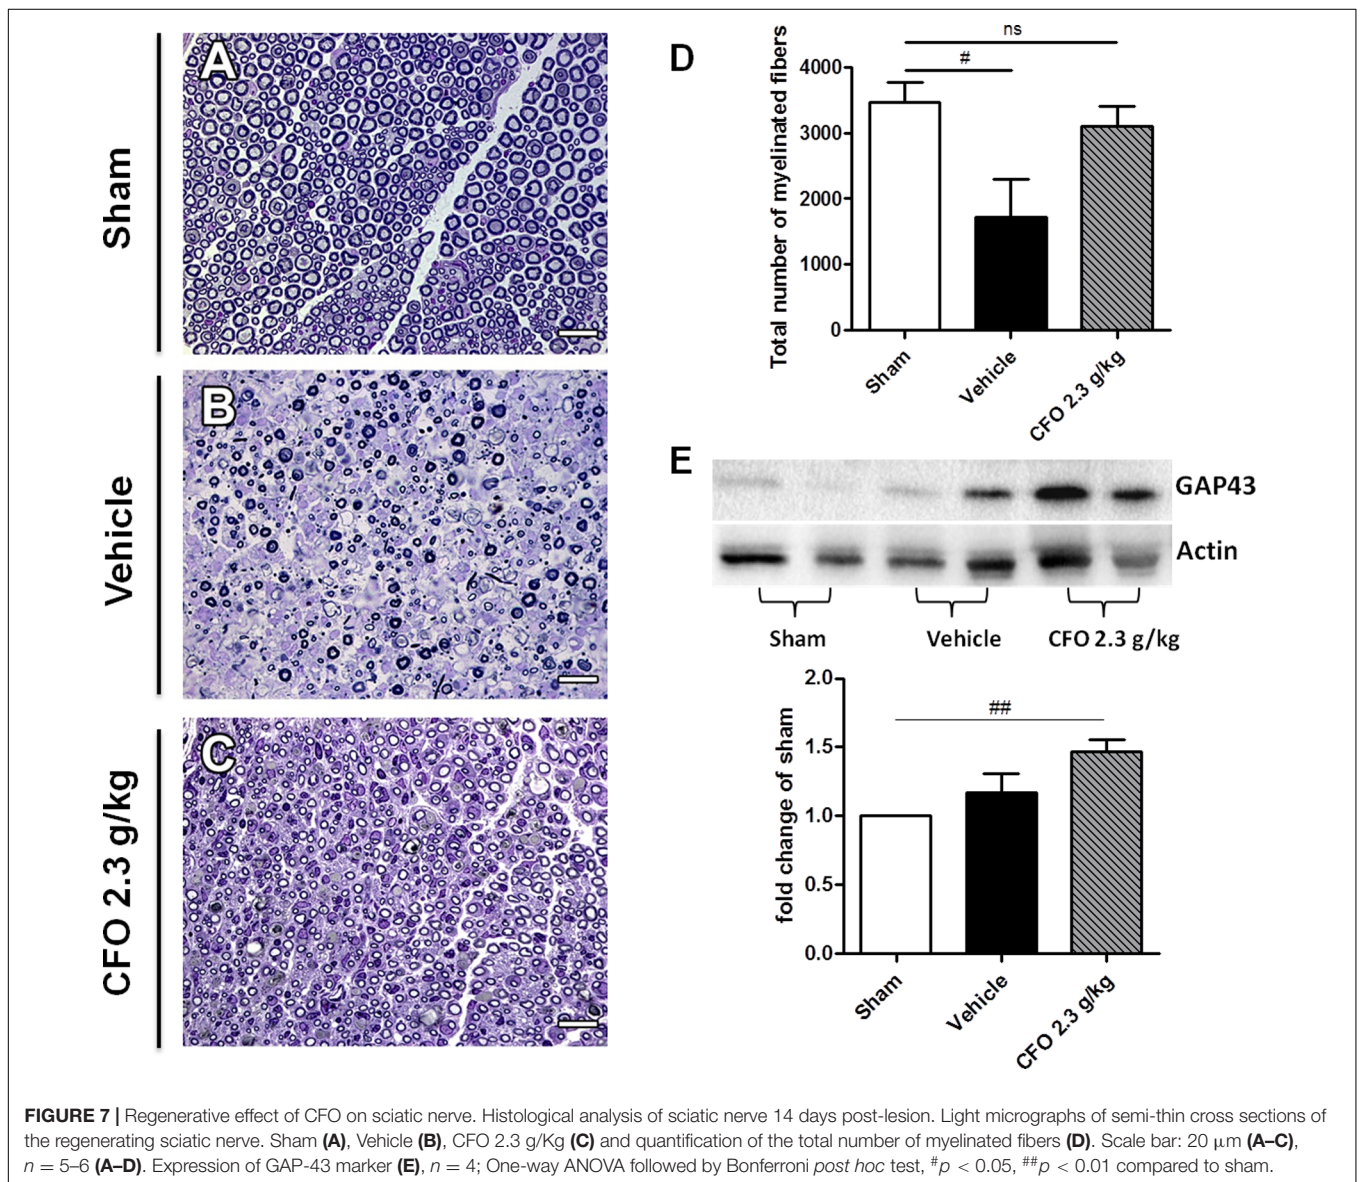 Sham
A
Vehicle
B
CFO 2.3 g/kg
C
D
ns
#
Total number of myelinated fibers
4000
3000
2000
1000
0
Sham
Vehicle
CFO 2.3 g/kg
E
GAP43
Actin
Sham
Vehicle
CFO 2.3 g/kg
fold change of sham
2.0
1.5
1.0
0.5
0.0
##
Sham
Vehicle
CFO 2.3 g/kg
FIGURE 7 | Regenerative effect of CFO on sciatic nerve. Histological analysis of sciatic nerve 14 days post-lesion. Light micrographs of semi-thin cross sections of
the regenerating sciatic nerve. Sham (A), Vehicle (B), CFO 2.3 g/Kg (C) and quantification of the total number of myelinated fibers (D). Scale bar: 20 μm (A–C),
n = 5–6 (A–D). Expression of GAP-43 marker (E), n = 4; One-way ANOVA followed by Bonferroni post hoc test, #p < 0.05, ##p < 0.01 compared to sham.